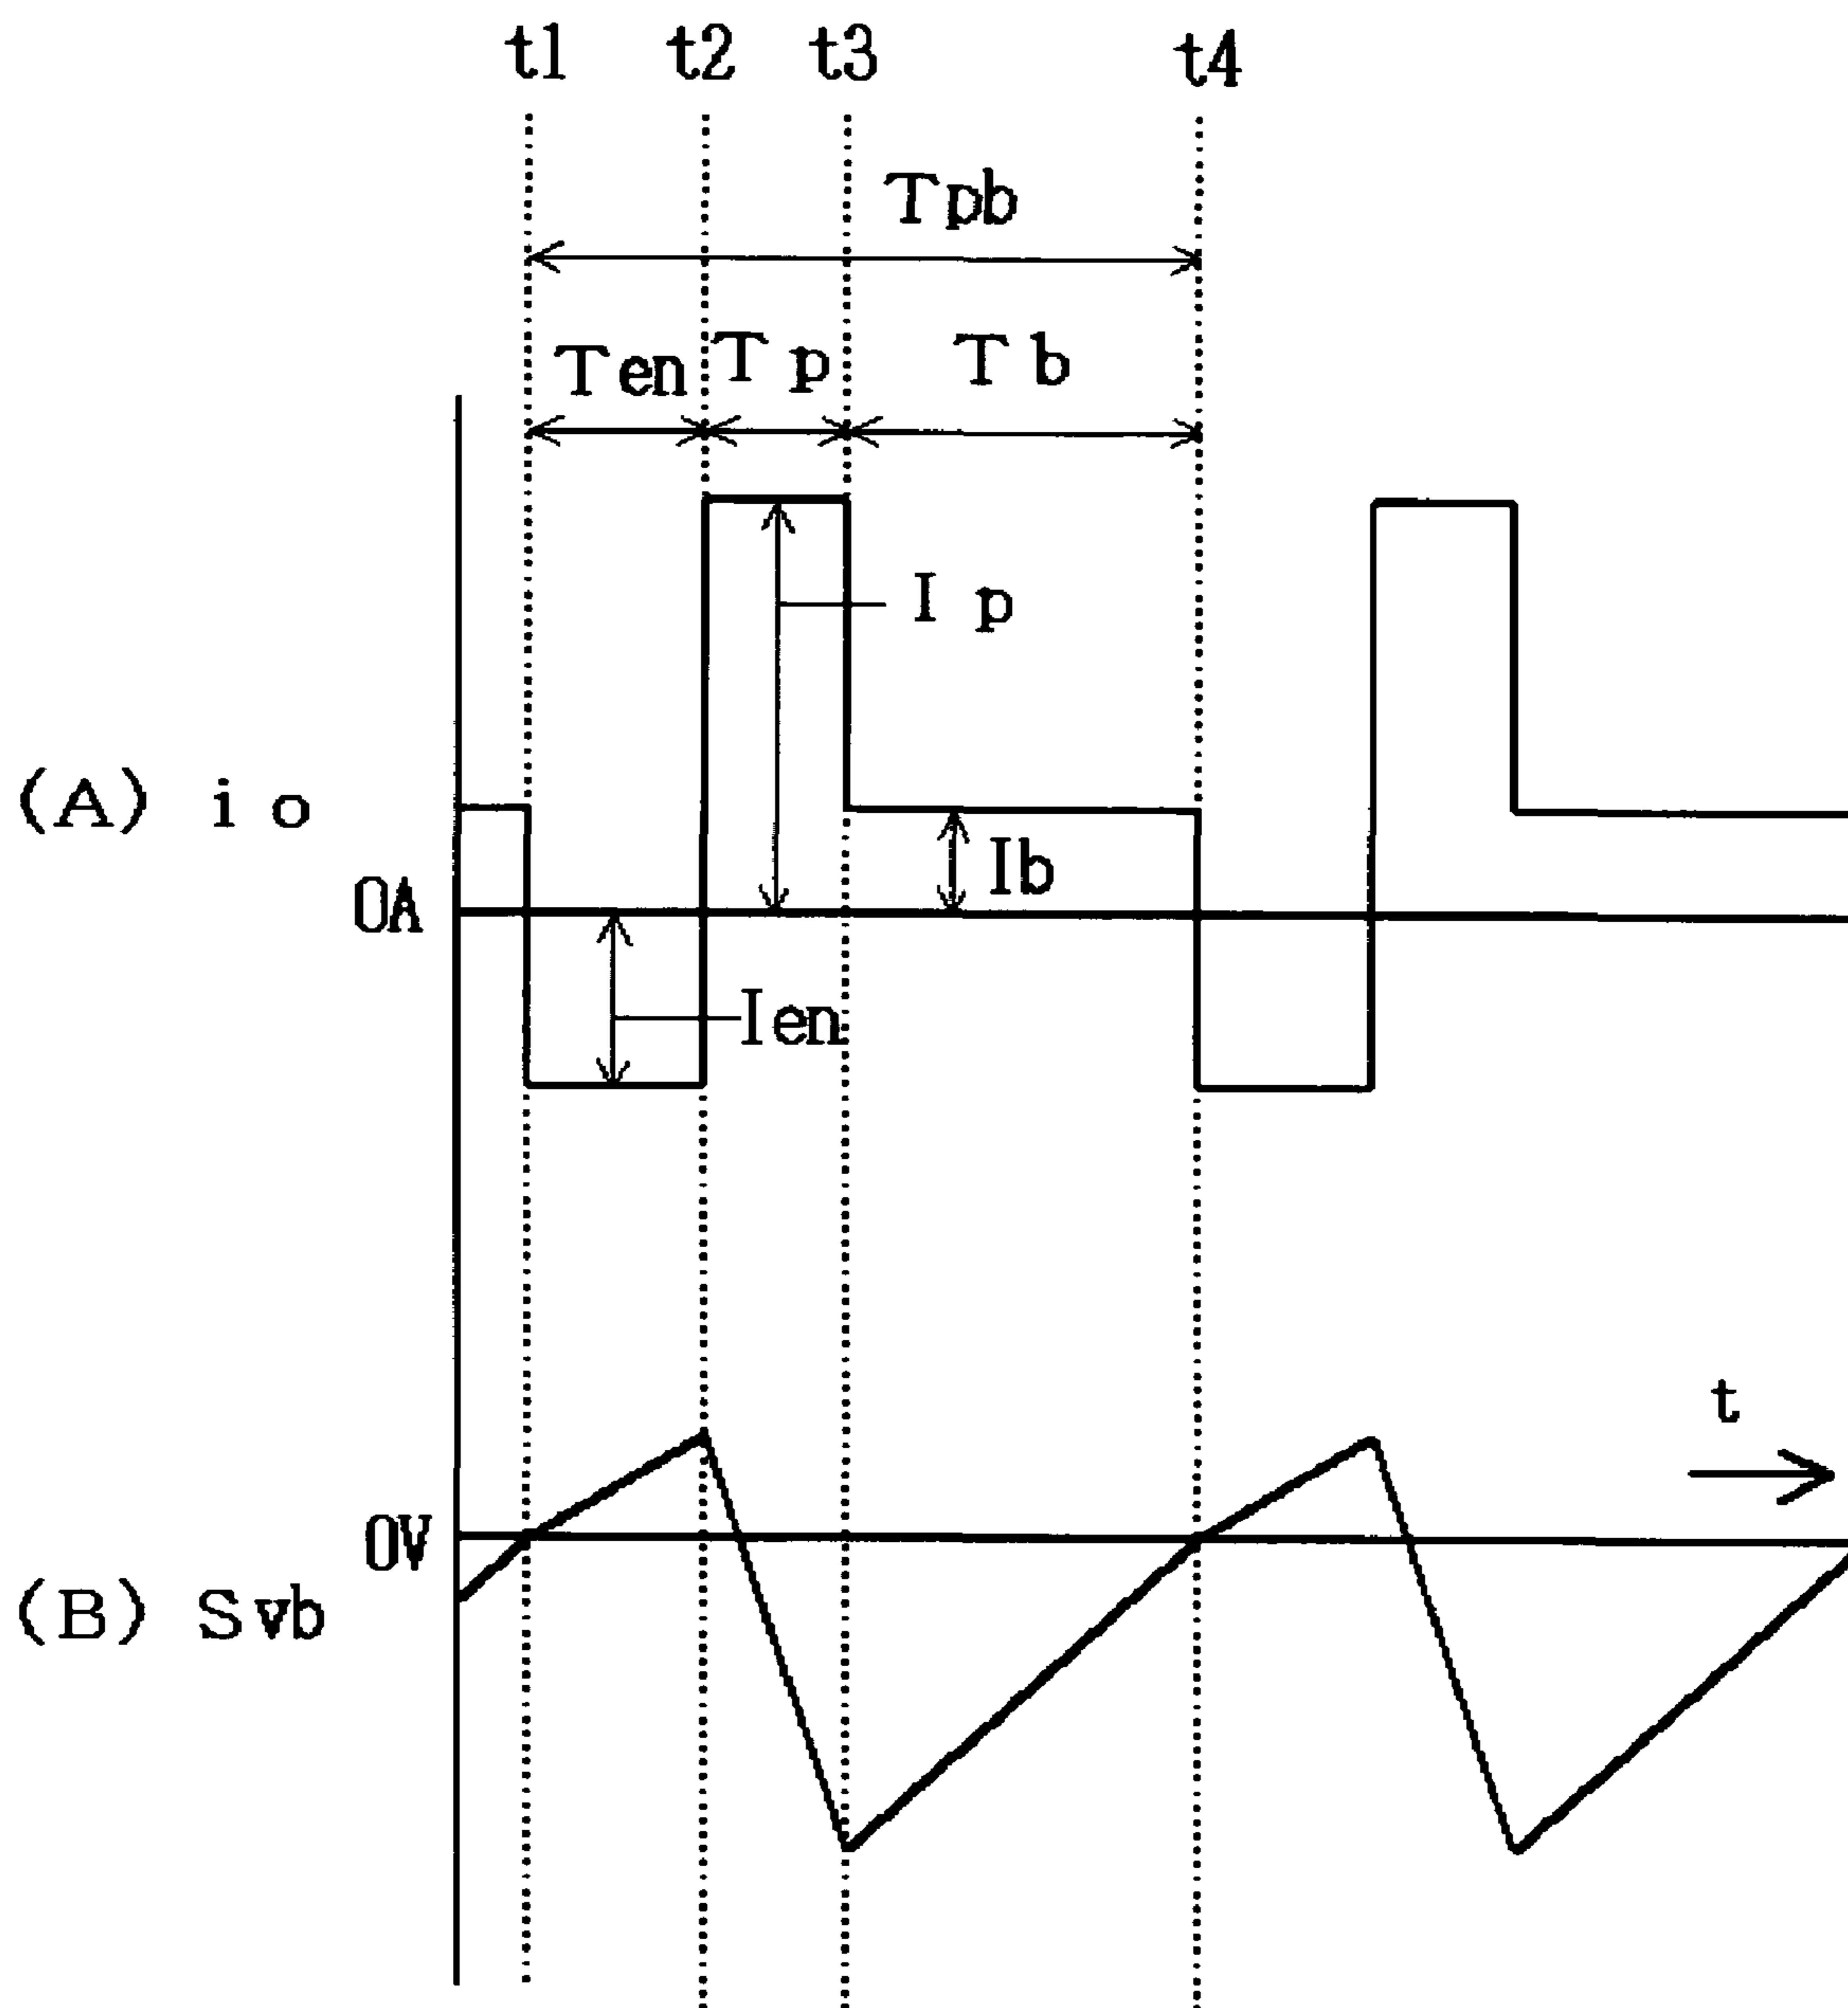 t1 t2 t3 t4
Tpb
Ten Tp Tb
Ip
(A) io
Ib
0A
Ien
t
0V
(B) Svb